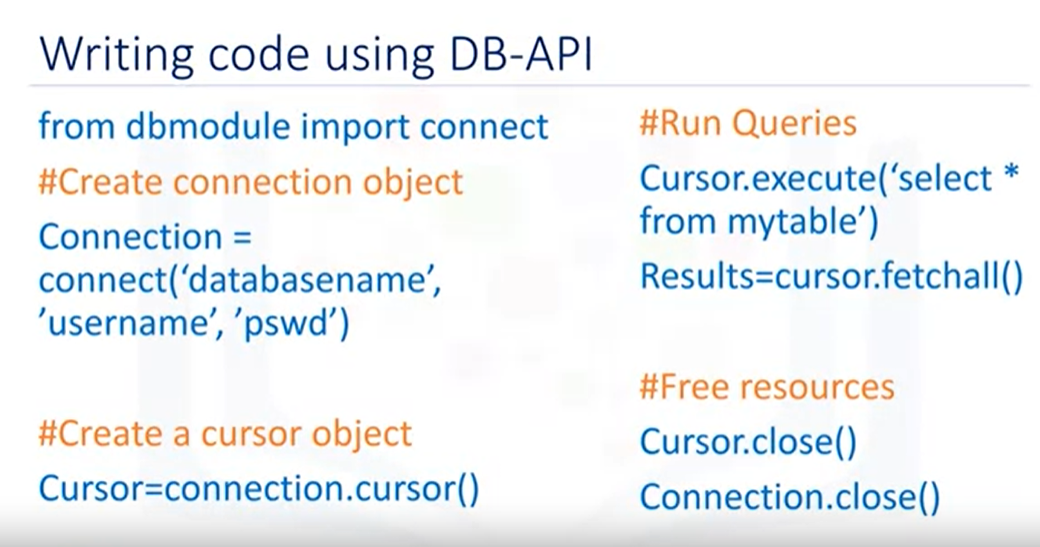 Writing code using DB-API
from dbmodule import connect
#Create connection object
Connection =
connect(‘databasename’,
’username’, ’pswd’)
#Create a cursor object
Cursor=connection.cursor()
#Run Queries
Cursor.execute(‘select *
from mytable’)
Results=cursor.fetchall()
#Free resources
Cursor.close()
Connection.close()